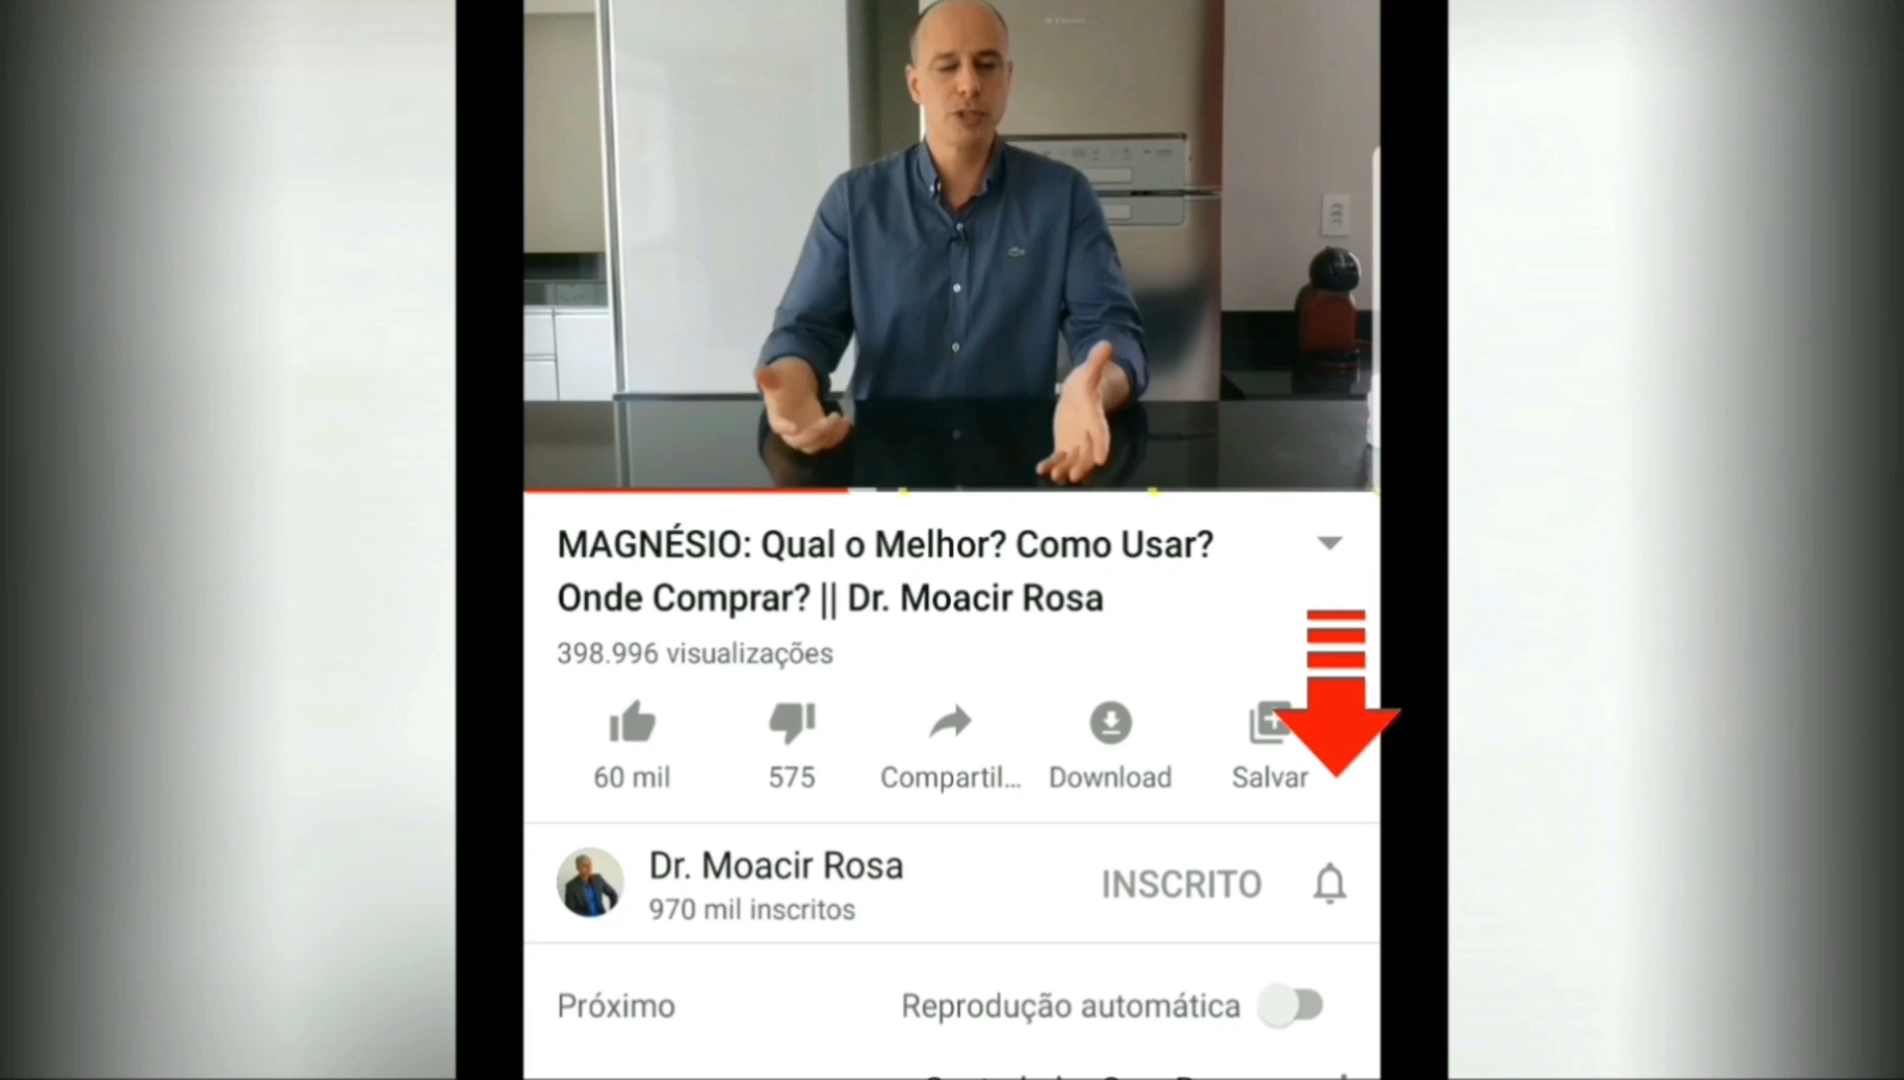 MAGNÉSIO: Qual o Melhor? Como Usar?
Onde Comprar? || Dr. Moacir Rosa
398.996 visualizações
60 mil
575
Compartil...
Download
Salvar
Dr. Moacir Rosa
970 mil inscritos
INSCRITO
Próximo
Reprodução automática